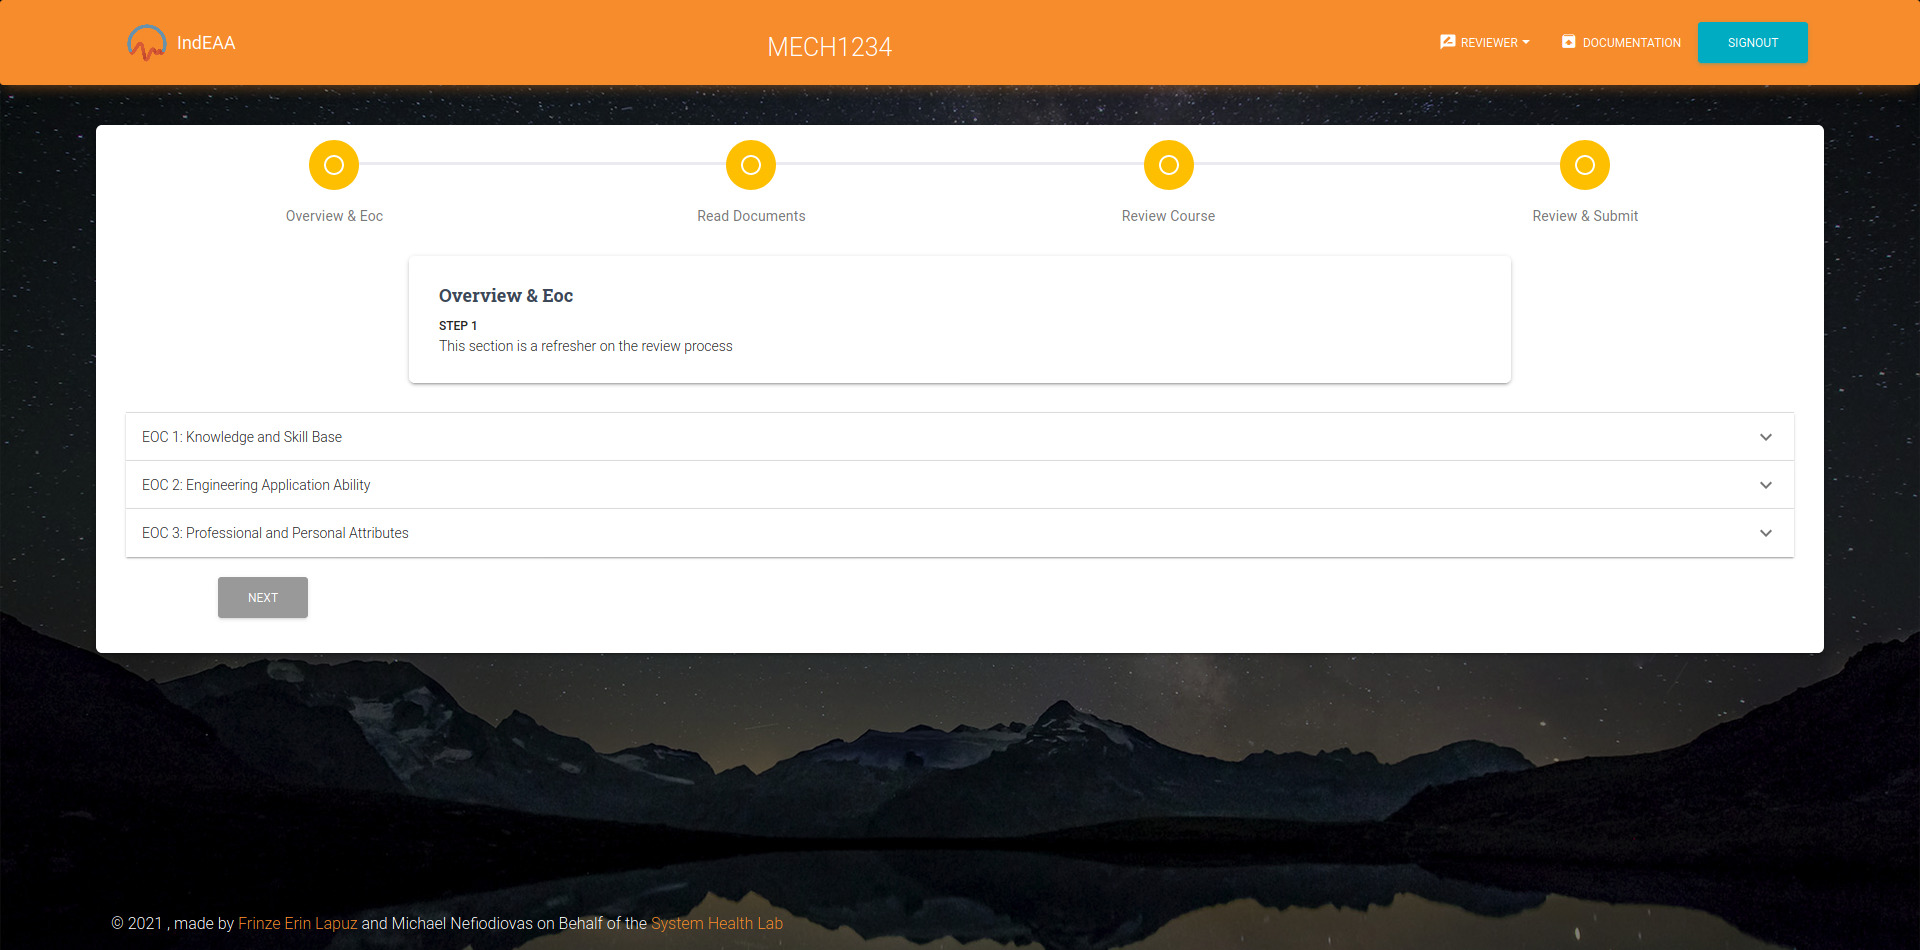 IndEAA
MECH1234
REVIEWER
DOCUMENTATION
SIGNOUT
Overview & Eoc
Read Documents
Review Course
Review & Submit
Overview & Eoc
STEP 1
This section is a refresher on the review process
EOC 1: Knowledge and Skill Base
EOC 2: Engineering Application Ability
EOC 3: Professional and Personal Attributes
NEXT
© 2021 , made by Frinze Erin Lapuz and Michael Nefiodiovas on Behalf of the System Health Lab